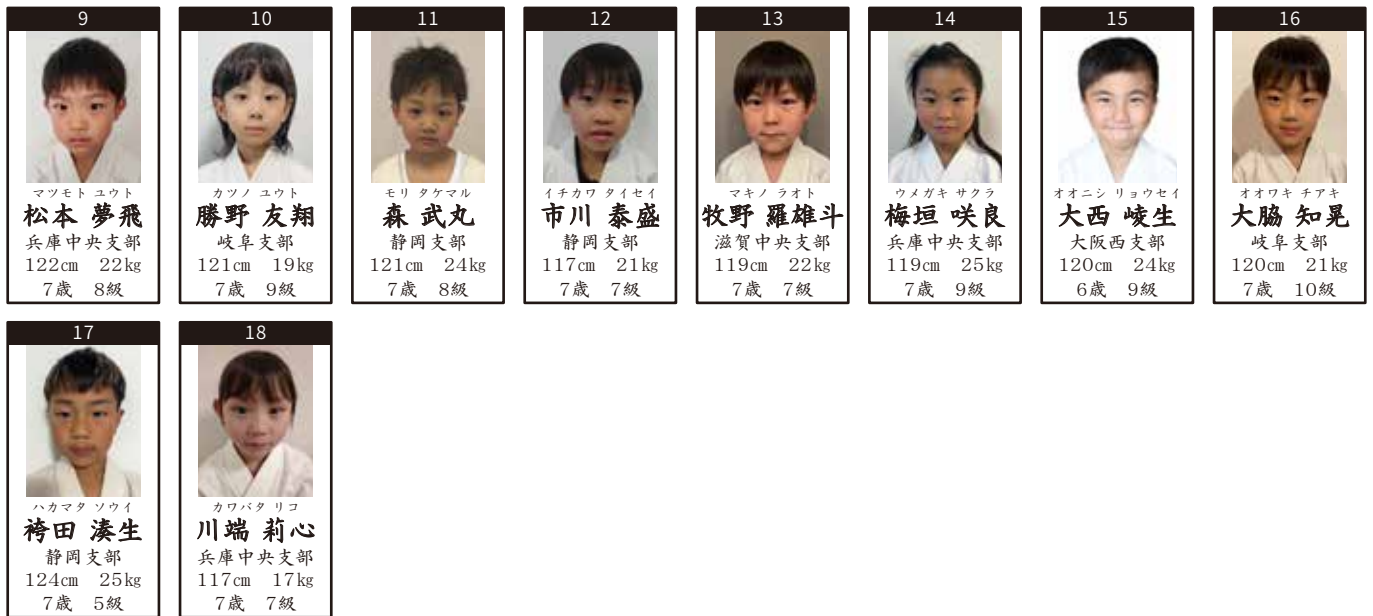 9
マツモト ユウト
松本 夢飛
兵庫中央支部
122cm 22kg
7歳 8級
10
カツノ ユウト
勝野 友翔
岐阜支部
121cm 19kg
7歳 9級
11
モリ タケマル
森 武丸
静岡支部
121cm 24kg
7歳 8級
12
イチカワ タイセイ
市川 泰盛
静岡支部
117cm 21kg
7歳 7級
13
マキノ ラオト
牧野 羅雄斗
滋賀中央支部
119cm 22kg
7歳 7級
14
ウメガキ サクラ
梅垣 咲良
兵庫中央支部
119cm 25kg
7歳 9級
15
オオニシ リョウセイ
大西 崚生
大阪西支部
120cm 24kg
6歳 9級
16
オオワキ チアキ
大脇 知晃
岐阜支部
120cm 21kg
7歳 10級
17
ハカマタ ソウイ
袴田 湊生
静岡支部
124cm 25kg
7歳 5級
18
カワバタ リコ
川端 莉心
兵庫中央支部
117cm 17kg
7歳 7級